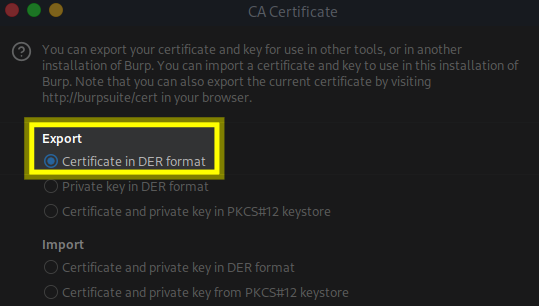 CA Certificate
You can export your certificate and key for use in other tools, or in another
installation of Burp. You can import a certificate and key to use in this installation of
Burp. Note that you can also export the current certificate by visiting
http://burpsuite/cert in your browser.
Export
Certificate in DER format
Private key in DER format
Certificate and private key in PKCS#12 keystore
Import
Certificate and private key in DER format
Certificate and private key from PKCS#12 keystore